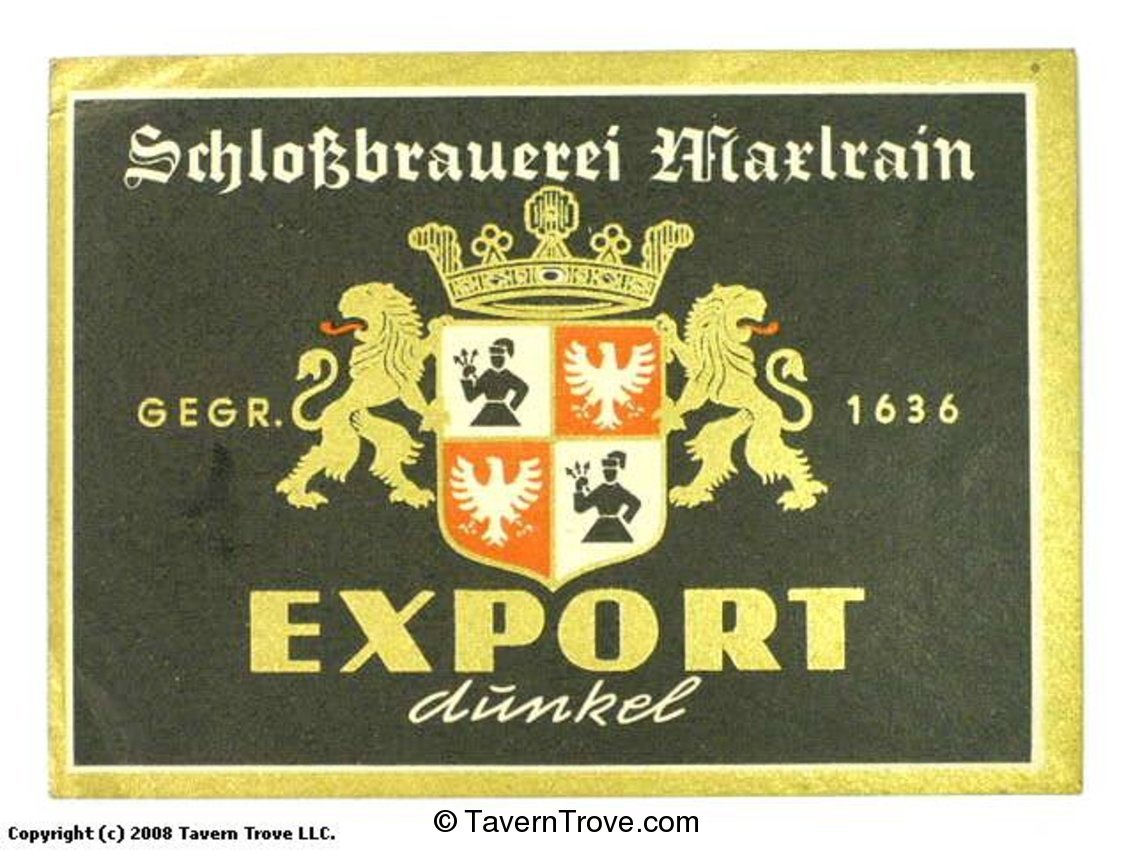 Schloßbrauerei Maxlrain
GEGR. 1636
EXPORT
dunkel
Copyright (c) 2008 Tavern Trove LLC.
© TavernTrove.com